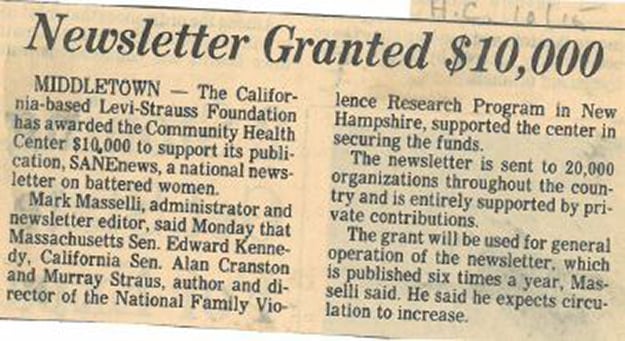 H.C. 10/15
Newsletter Granted $10,000
MIDDLETOWN — The Califor-
nia-based Levi-Strauss Foundation
has awarded the Community Health
Center $10,000 to support its publi-
cation, SANEnews, a national news-
letter on battered women.
Mark Masselli, administrator and
newsletter editor, said Monday that
Massachusetts Sen. Edward Kenne-
dy, California Sen. Alan Cranston
and Murray Straus, author and di-
rector of the National Family Vio-
lence Research Program in New
Hampshire, supported the center in
securing the funds.
The newsletter is sent to 20,000
organizations throughout the coun-
try and is entirely supported by pri-
vate contributions.
The grant will be used for general
operation of the newsletter, which
is published six times a year, Mas-
selli said. He said he expects circu-
lation to increase.